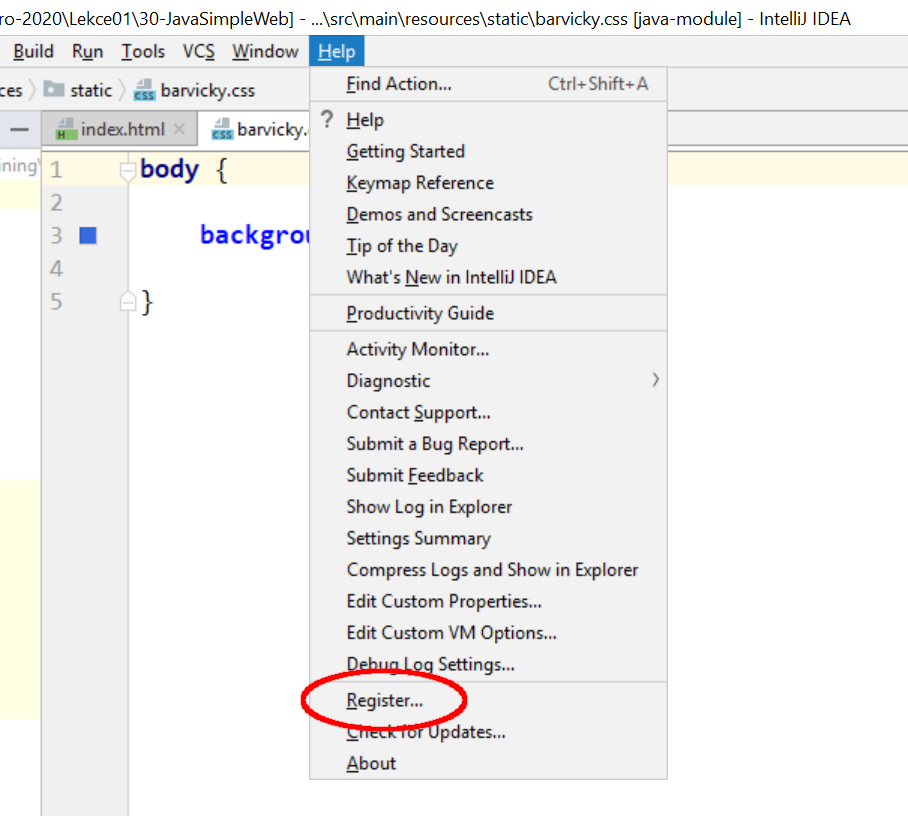 ro-2020\Lekce01\30-JavaSimpleWeb] - ...\src\main\resources\static\barvicky.css [java-module] - IntelliJ IDEA
Build Run Tools VCS Window Help
ces static barvicky.css
index.html barvicky.
ining\
1 body {
2
3 backgrou
4
5 }
Find Action... Ctrl+Shift+A
? Help
Getting Started
Keymap Reference
Demos and Screencasts
Tip of the Day
What's New in IntelliJ IDEA
Productivity Guide
Activity Monitor...
Diagnostic
Contact Support...
Submit a Bug Report...
Submit Feedback
Show Log in Explorer
Settings Summary
Compress Logs and Show in Explorer
Edit Custom Properties...
Edit Custom VM Options...
Debug Log Settings...
Register...
Check for Updates...
About